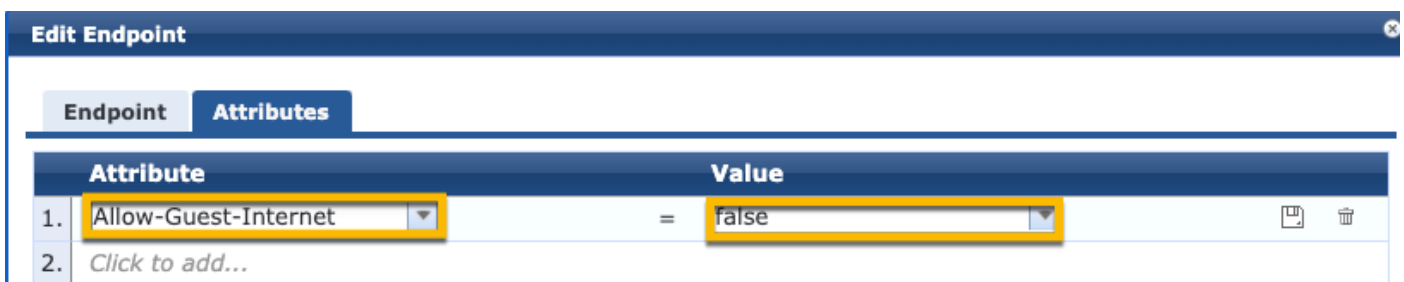 Edit Endpoint
Endpoint Attributes
Attribute Value
1. Allow-Guest-Internet = false
2. Click to add...